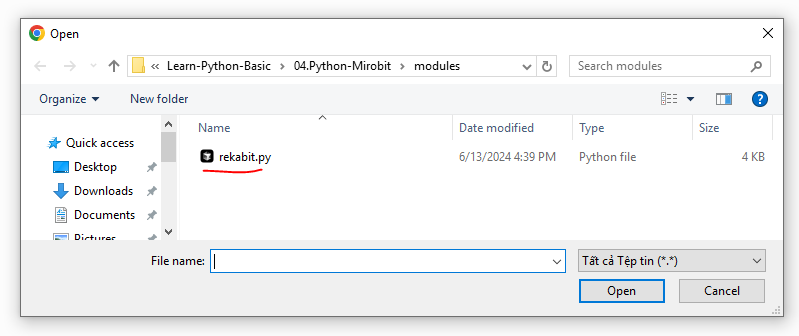 Open
« Learn-Python-Basic > 04.Python-Mirobit > modules
Search modules
Organize New folder
Name Date modified Type Size
Quick access
Desktop
Downloads
Documents
Pictures
rekabit.py 6/13/2024 4:39 PM Python file 4 KB
File name: Tất cả Tệp tin (*.*)
Open Cancel